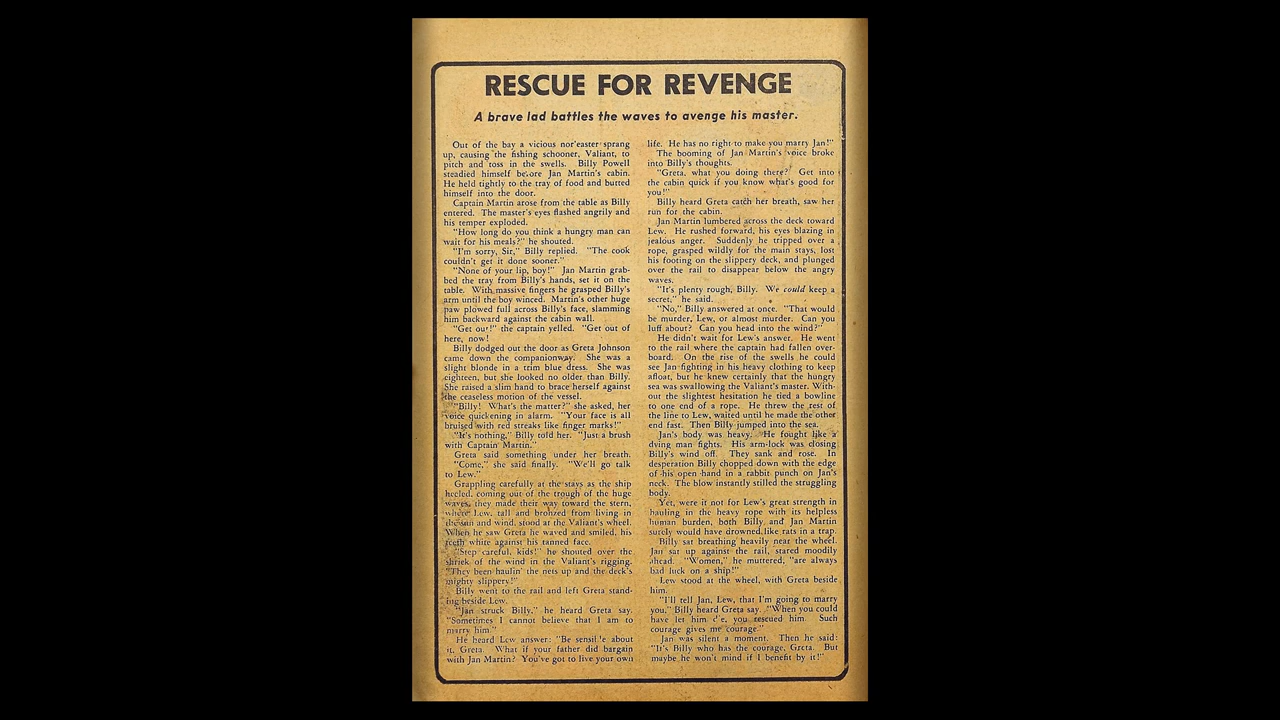 RESCUE FOR REVENGE
A brave lad battles the waves to avenge his master.
Out of the bay a vicious nor'easter sprang
up, causing the fishing schooner, Valiant, to
pitch and toss in the swells. Billy Powell
steadied himself before Jan Martin's cabin.
He held tightly to the tray of food and butted
himself into the door.
Captain Martin arose from the table as Billy
entered. The master's eyes flashed angrily and
his temper exploded.
"How long do you think a hungry man can
wait for his meals?" he shouted.
"I'm sorry, Sir," Billy replied. "The cook
couldn't get it done sooner."
"None of your lip, boy!" Jan Martin grab-
bed the tray from Billy's hands, set it on the
table. With massive fingers he grasped Billy's
arm until the boy winced. Martin's other huge
paw plowed full across Billy's face, slamming
him backward against the cabin wall.
"Get out!" the captain yelled. "Get out of
here, now!
Billy dodged out the door as Greta Johnson
came down the companionway. She was a
slight blonde in a trim blue dress. She was
eighteen, but she looked no older than Billy.
She raised a slim hand to brace herself against
the ceaseless motion of the vessel.
"Billy! What's the matter?" she asked, her
voice quickening in alarm. "Your face is all
bruised with red streaks like finger marks!"
"It's nothing," Billy told her. "Just a brush
with Captain Martin."
Greta said something under her breath.
"Come," she said finally. "We'll go talk
to Lew."
Grappling carefully at the stays as the ship
heeled, coming out of the trough of the huge
waves, they made their way toward the stern,
where Lew, tall and bronzed from living in
the sun and wind, stood at the Valiant's wheel.
When he saw Greta he waved and smiled, his
teeth white against his tanned face.
"Step careful, kids!" he shouted over the
shriek of the wind in the Valiant's rigging.
"They been haulin' the nets up and the deck's
mighty slippery!"
Billy went to the rail and left Greta stand-
ing beside Lew.
"Jan struck Billy," he heard Greta say.
"Sometimes I cannot believe that I am to
marry him."
He heard Lew answer: "Be sensible about
it, Greta. What if your father did bargain
with Jan Martin? You've got to live your own
life. He has no right to make you marry Jan!"
The booming of Jan Martin's voice broke
into Billy's thoughts.
"Greta, what you doing there? Get into
the cabin quick if you know what's good for
you!"
Billy heard Greta catch her breath, saw her
run for the cabin.
Jan Martin lumbered across the deck toward
Lew. He rushed forward, his eyes blazing in
jealous anger. Suddenly he tripped over a
rope, grasped wildly for the main stays, lost
his footing on the slippery deck, and plunged
over the rail to disappear below the angry
waves.
"It's plenty rough, Billy. We could keep a
secret," he said.
"No," Billy answered at once. "That would
be murder, Lew, or almost murder. Can you
luff about? Can you head into the wind?"
He didn't wait for Lew's answer. He went
to the rail where the captain had fallen over-
board. On the rise of the swells he could
see Jan fighting in his heavy clothing to keep
afloat, but he knew certainly that the hungry
sea was swallowing the Valiant's master. With-
out the slightest hesitation he tied a bowline
to one end of a rope. He threw the rest of
the line to Lew, waited until he made the other
end fast. Then Billy jumped into the sea.
Jan's body was heavy. He fought like a
dying man fights. His arm-lock was closing
Billy's wind off. They sank and rose. In
desperation Billy chopped down with the edge
of his open hand in a rabbit punch on Jan's
neck. The blow instantly stilled the struggling
body.
Yet, were it not for Lew's great strength in
hauling in the heavy rope with its helpless
human burden, both Billy and Jan Martin
surely would have drowned like rats in a trap.
Billy sat breathing heavily near the wheel.
Jan sat up against the rail, stared moodily
ahead. "Women," he muttered, "are always
bad luck on a ship!"
Lew stood at the wheel, with Greta beside
him.
"I'll tell Jan, Lew, that I'm going to marry
you," Billy heard Greta say. "When you could
have let him die, you rescued him. Such
courage gives me courage."
Jan was silent a moment. Then he said:
"It's Billy who has the courage, Greta. But
maybe he won't mind if I benefit by it!"